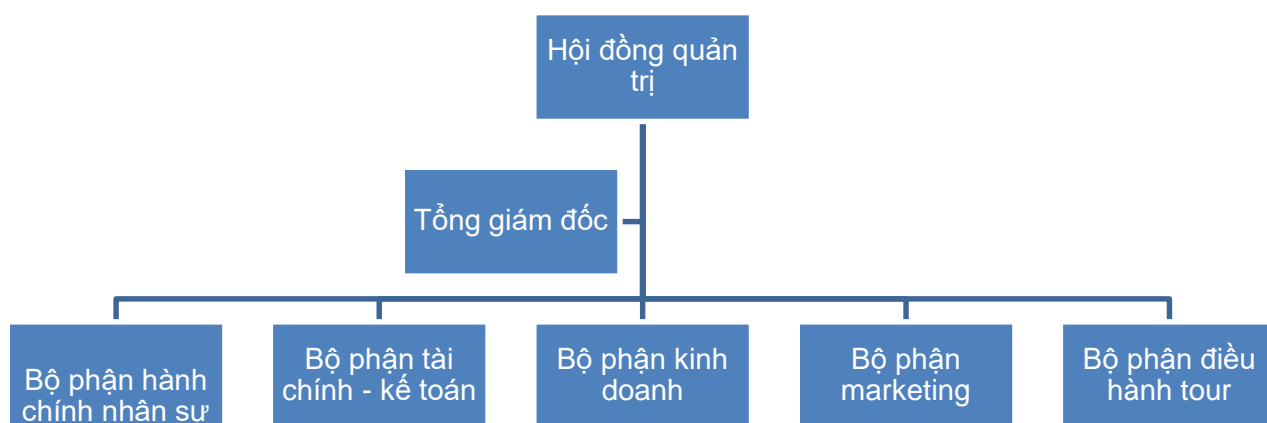 Hội đồng quản
trị
Tổng giám đốc
Bộ phận hành
chính nhân sự
Bộ phận tài
chính - kế toán
Bộ phận kinh
doanh
Bộ phận
marketing
Bộ phận điều
hành tour